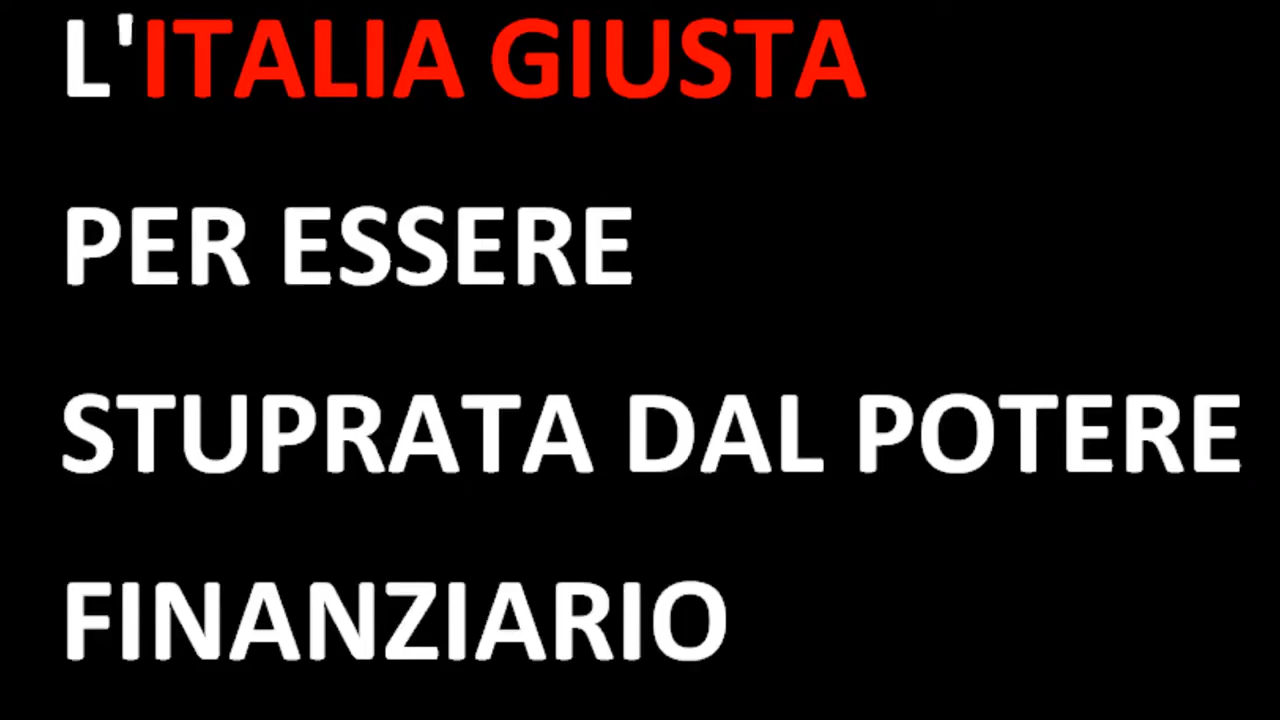 L'ITALIA GIUSTA
PER ESSERE
STUPRATA DAL POTERE
FINANZIARIO